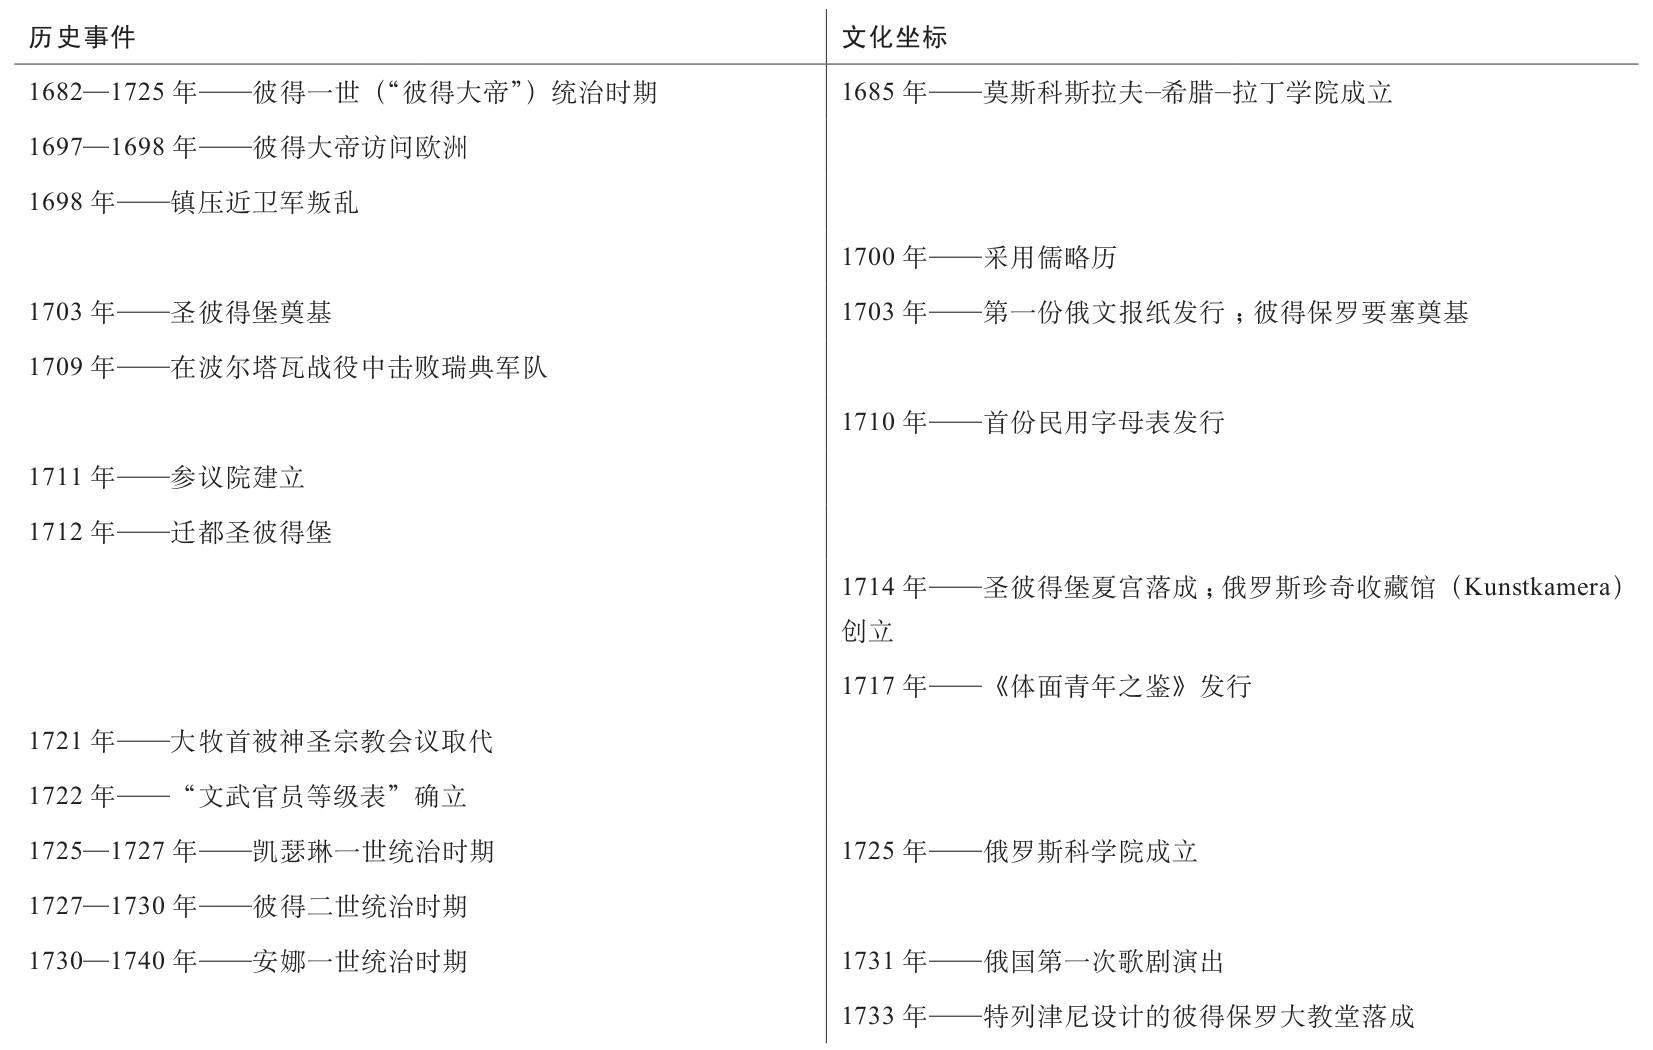 历史事件
文化坐标
1682—1725 年——彼得一世（“彼得大帝”）统治时期
1685 年——莫斯科斯拉夫–希腊–拉丁学院成立
1697—1698 年——彼得大帝访问欧洲
1698 年——镇压近卫军叛乱
1700 年——采用儒略历
1703 年——圣彼得堡奠基
1703 年——第一份俄文报纸发行；彼得保罗要塞奠基
1709 年——在波尔塔瓦战役中击败瑞典军队
1710 年——首份民用字母表发行
1711 年——参议院建立
1712 年——迁都圣彼得堡
1714 年——圣彼得堡夏宫落成；俄罗斯珍奇收藏馆（Kunstkamera）
创立
1717 年——《体面青年之鉴》发行
1721 年——大牧首被神圣宗教会议取代
1722 年——“文武官员等级表”确立
1725—1727 年——凯瑟琳一世统治时期
1725 年——俄罗斯科学院成立
1727—1730 年——彼得二世统治时期
1730—1740 年——安娜一世统治时期
1731 年——俄国第一次歌剧演出
1733 年——特列津尼设计的彼得保罗大教堂落成